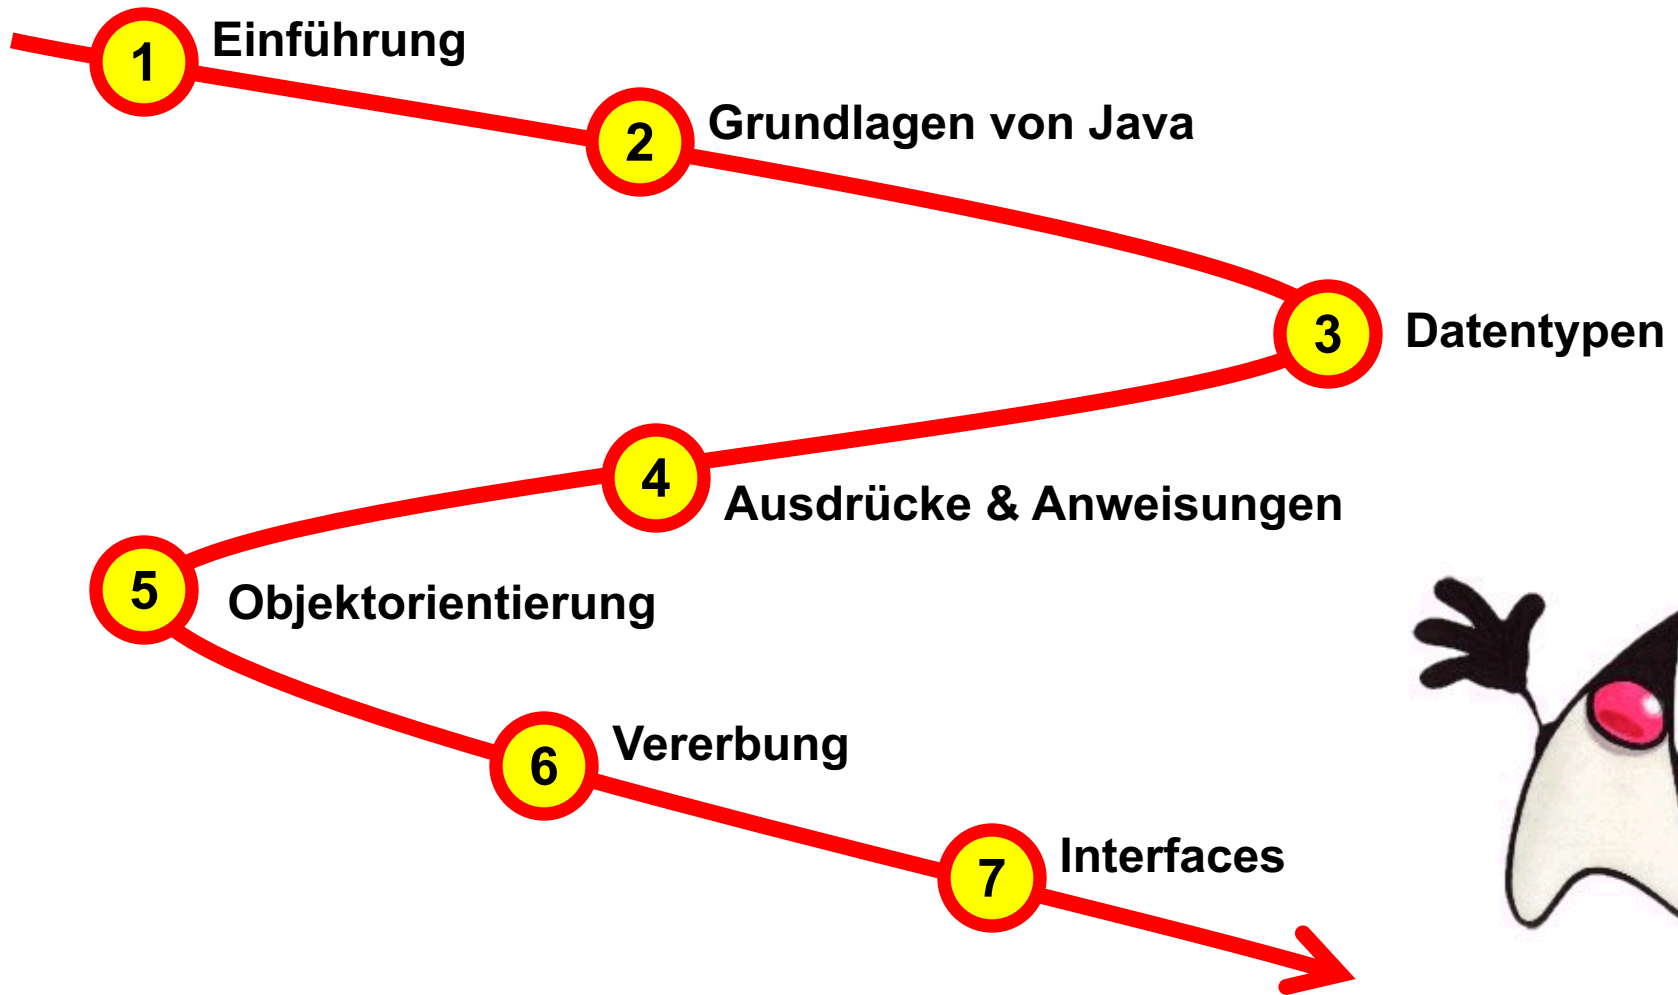 1 Einführung
2 Grundlagen von Java
3 Datentypen
4 Ausdrücke & Anweisungen
5 Objektorientierung
6 Vererbung
7 Interfaces